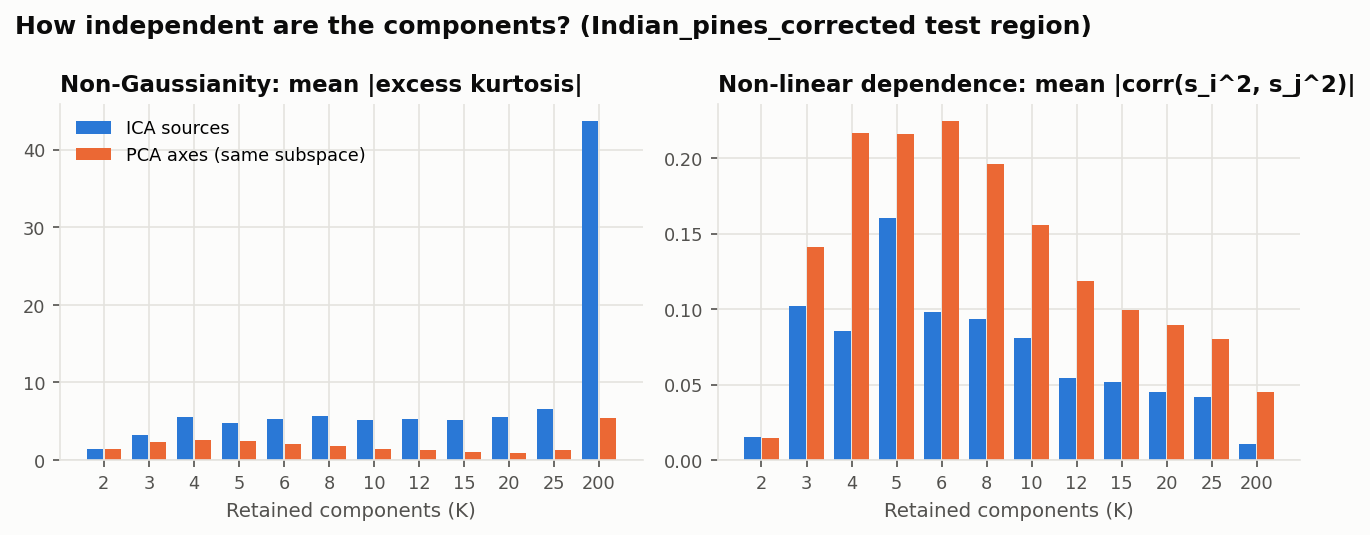 How independent are the components? (Indian_pines_corrected test region)
Non-Gaussianity: mean |excess kurtosis|
ICA sources
PCA axes (same subspace)
40
30
20
10
0
2 3 4 5 6 8 10 12 15 20 25 200
Retained components (K)
Non-linear dependence: mean |corr(s_i^2, s_j^2)|
0.20
0.15
0.10
0.05
0.00
2 3 4 5 6 8 10 12 15 20 25 200
Retained components (K)